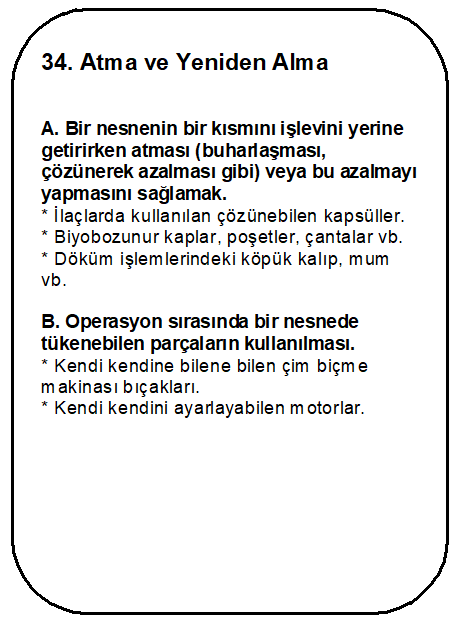 34. Atma ve Yeniden Alma
A. Bir nesnenin bir kısmını işlevini yerine
getirirken atması (buharlaşması,
çözünerek azalması gibi) veya bu azalmayı
yapmasını sağlamak.
* İlaçlarda kullanılan çözünebilen kapsüller.
* Biyobozunur kaplar, poşetler, çantalar vb.
* Döküm işlemlerindeki köpük kalıp, mum
vb.
B. Operasyon sırasında bir nesnede
tükenebilen parçaların kullanılması.
* Kendi kendine bilene bilen çim biçme
makinası bıçakları.
* Kendi kendini ayarlayabilen motorlar.